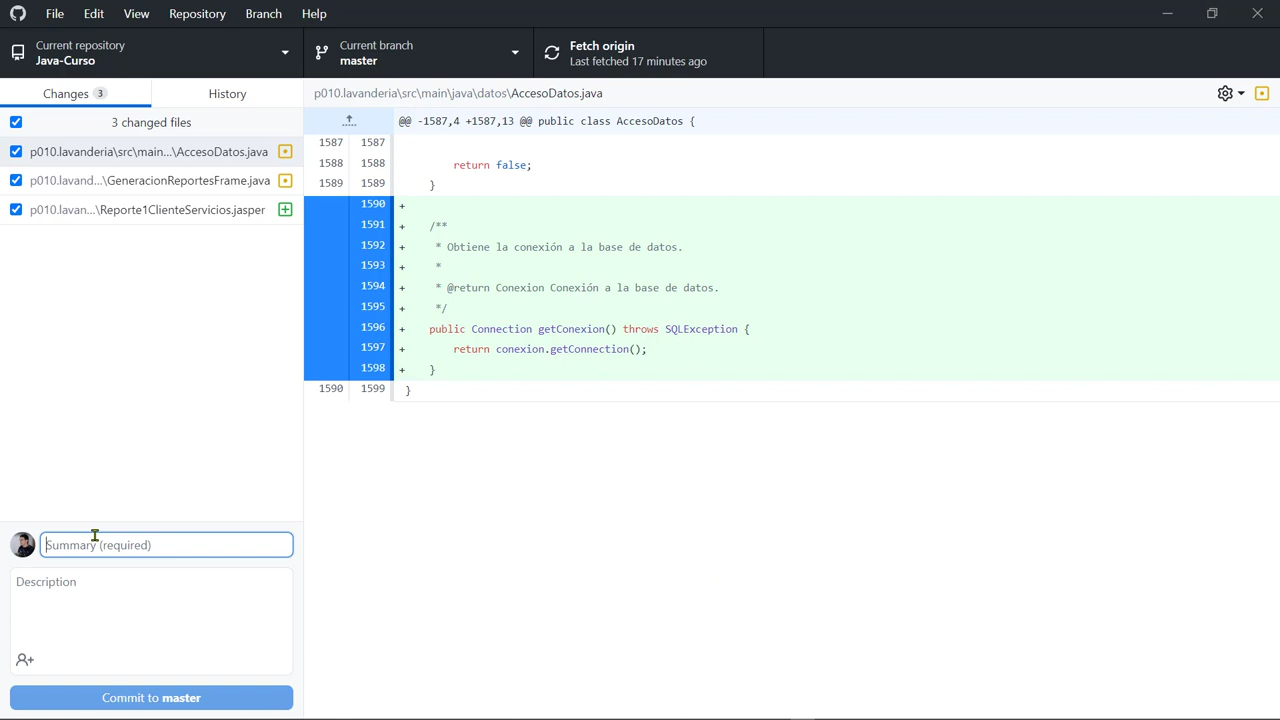 File Edit View Repository Branch Help
Current repository
Java-Curso
Current branch
master
Fetch origin
Last fetched 17 minutes ago
Changes 3
History
p010.lavanderia\src\main\java\datos\AccesoDatos.java
3 changed files
p010.lavanderia\src\main...\AccesoDatos.java
p010.lavand...\GeneracionReportesFrame.java
p010.lavan...\Reporte1ClienteServicios.jasper
@@ -1587,4 +1587,13 @@ public class AccesoDatos {
1587 1587
1588 1588 return false;
1589 1589 }
1590 +
1591 + /**
1592 + * Obtiene la conexión a la base de datos.
1593 + *
1594 + * @return Conexion Conexión a la base de datos.
1595 + */
1596 + public Connection getConexion() throws SQLException {
1597 + return conexion.getConnection();
1598 + }
1590 1599 }
Summary (required)
Description
Commit to master